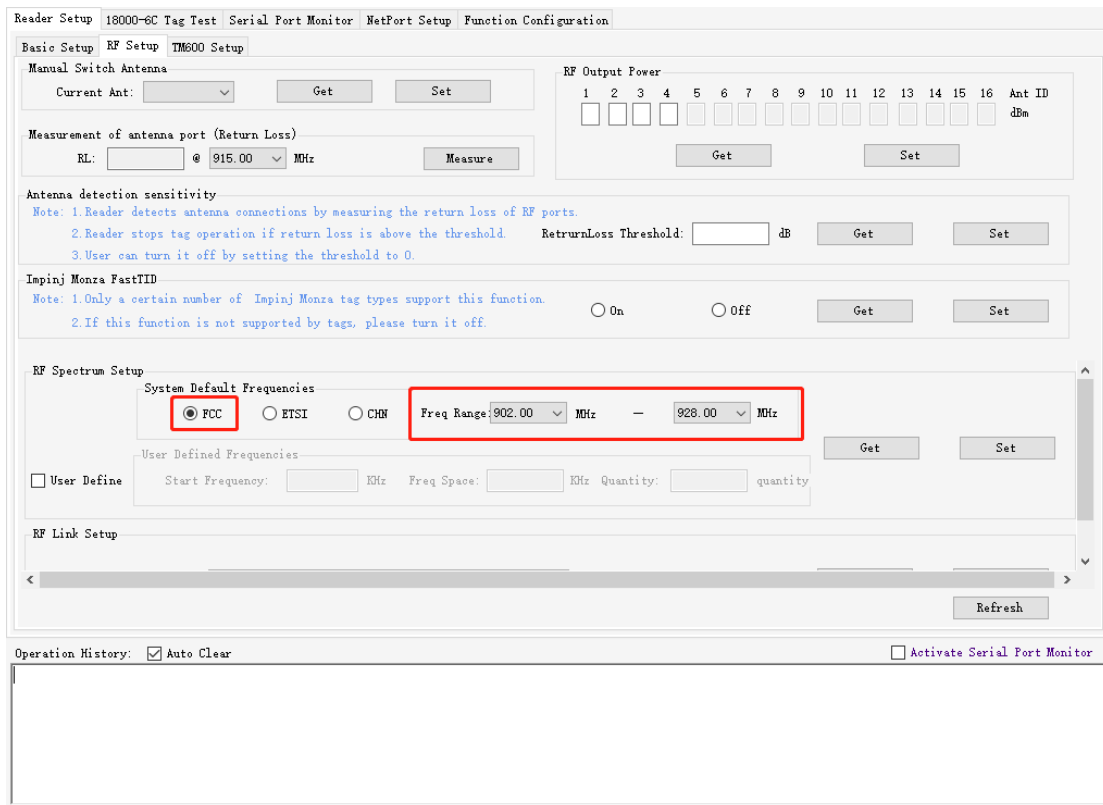 Reader Setup 18000-6C Tag Test Serial Port Monitor NetPort Setup Function Configuration
Basic Setup RF Setup TM600 Setup
Manual Switch Antenna
Current Ant: Get Set
RF Output Power
1 2 3 4 5 6 7 8 9 10 11 12 13 14 15 16 Ant ID
dBm
Get Set
Measurement of antenna port (Return Loss)
RL: @ 915.00 MHz Measure
Antenna detection sensitivity
Note: 1.Reader detects antenna connections by measuring the return loss of RF ports.
2.Reader stops tag operation if return loss is above the threshold.
3.User can turn it off by setting the threshold to 0.
RetrurnLoss Threshold: dB Get Set
Impinj Monza FastTID
Note: 1.Only a certain number of Impinj Monza tag types support this function.
2.If this function is not supported by tags, please turn it off.
On Off Get Set
RF Spectrum Setup
System Default Frequencies
FCC ETSI CHN Freq Range: 902.00 MHz — 928.00 MHz
Get Set
User Defined Frequencies
User Define Start Frequency: KHz Freq Space: KHz Quantity: quantity
RF Link Setup
Refresh
Operation History: Auto Clear Activate Serial Port Monitor